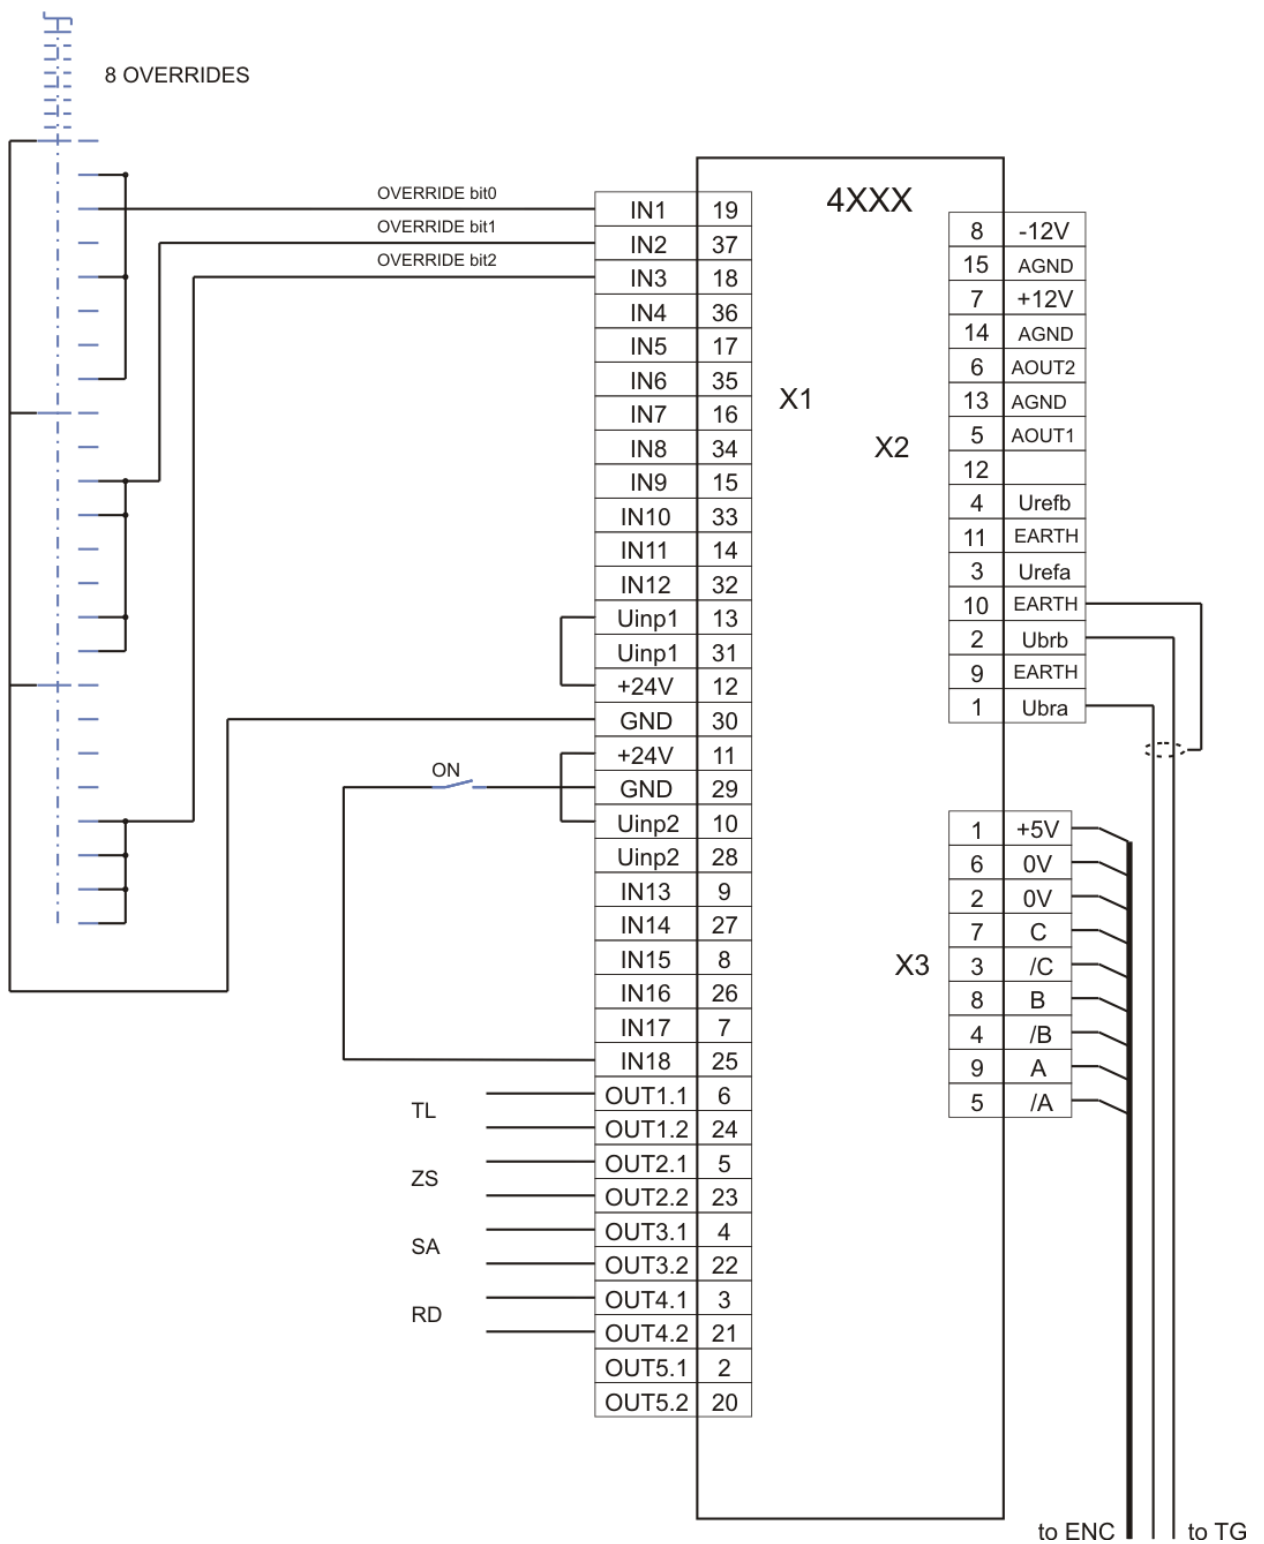 8 OVERRIDES
4XXX
OVERRIDE bit0
OVERRIDE bit1
OVERRIDE bit2
IN1 19
IN2 37
IN3 18
IN4 36
IN5 17
IN6 35
IN7 16
IN8 34
IN9 15
IN10 33
IN11 14
IN12 32
Uinp1 13
Uinp1 31
+24V 12
GND 30
+24V 11
GND 29
Uinp2 10
Uinp2 28
IN13 9
IN14 27
IN15 8
IN16 26
IN17 7
IN18 25
OUT1.1 6
OUT1.2 24
OUT2.1 5
OUT2.2 23
OUT3.1 4
OUT3.2 22
OUT4.1 3
OUT4.2 21
OUT5.1 2
OUT5.2 20
ON
TL
ZS
SA
RD
X1
X2
8 -12V
15 AGND
7 +12V
14 AGND
6 AOUT2
13 AGND
5 AOUT1
12
4 Urefb
11 EARTH
3 Urefa
10 EARTH
2 Ubrb
9 EARTH
1 Ubra
X3
1 +5V
6 0V
2 0V
7 C
3 /C
8 B
4 /B
9 A
5 /A
to ENC
to TG